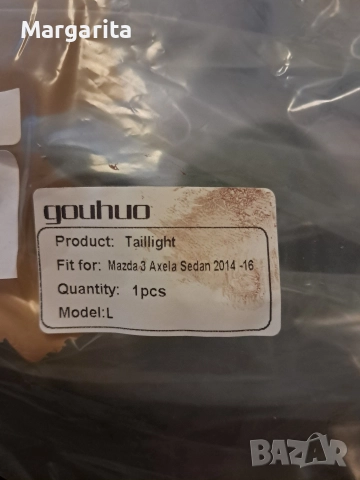 Margarita
gouhuo
Product: Taillight
Fit for: Mazda 3 Axela Sedan 2014 -16
Quantity: 1pcs
Model:L
BAZAR